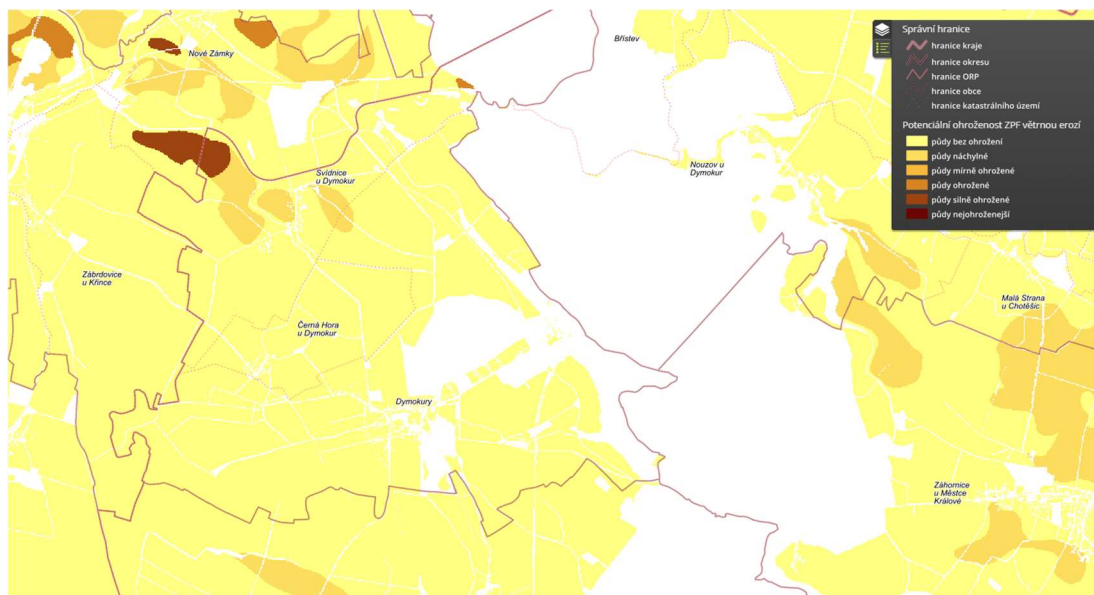 Správní hranice
hranice kraje
hranice okresu
hranice ORP
hranice obce
hranice katastrálního území
Potenciální ohroženost ZPF větrnou erozí
půdy bez ohrožení
půdy náchylné
půdy mírně ohrožené
půdy ohrožené
půdy silně ohrožené
půdy nejohroženejší
Břístev
Nové Zámky
Nouzov u
Dymokur
Svídnice
u Dymokur
Zábrdovice
u Křince
Malá Strana
u Chotěšic
Černá Hora
u Dymokur
Dymokury
Záhornice
u Městce
Králové